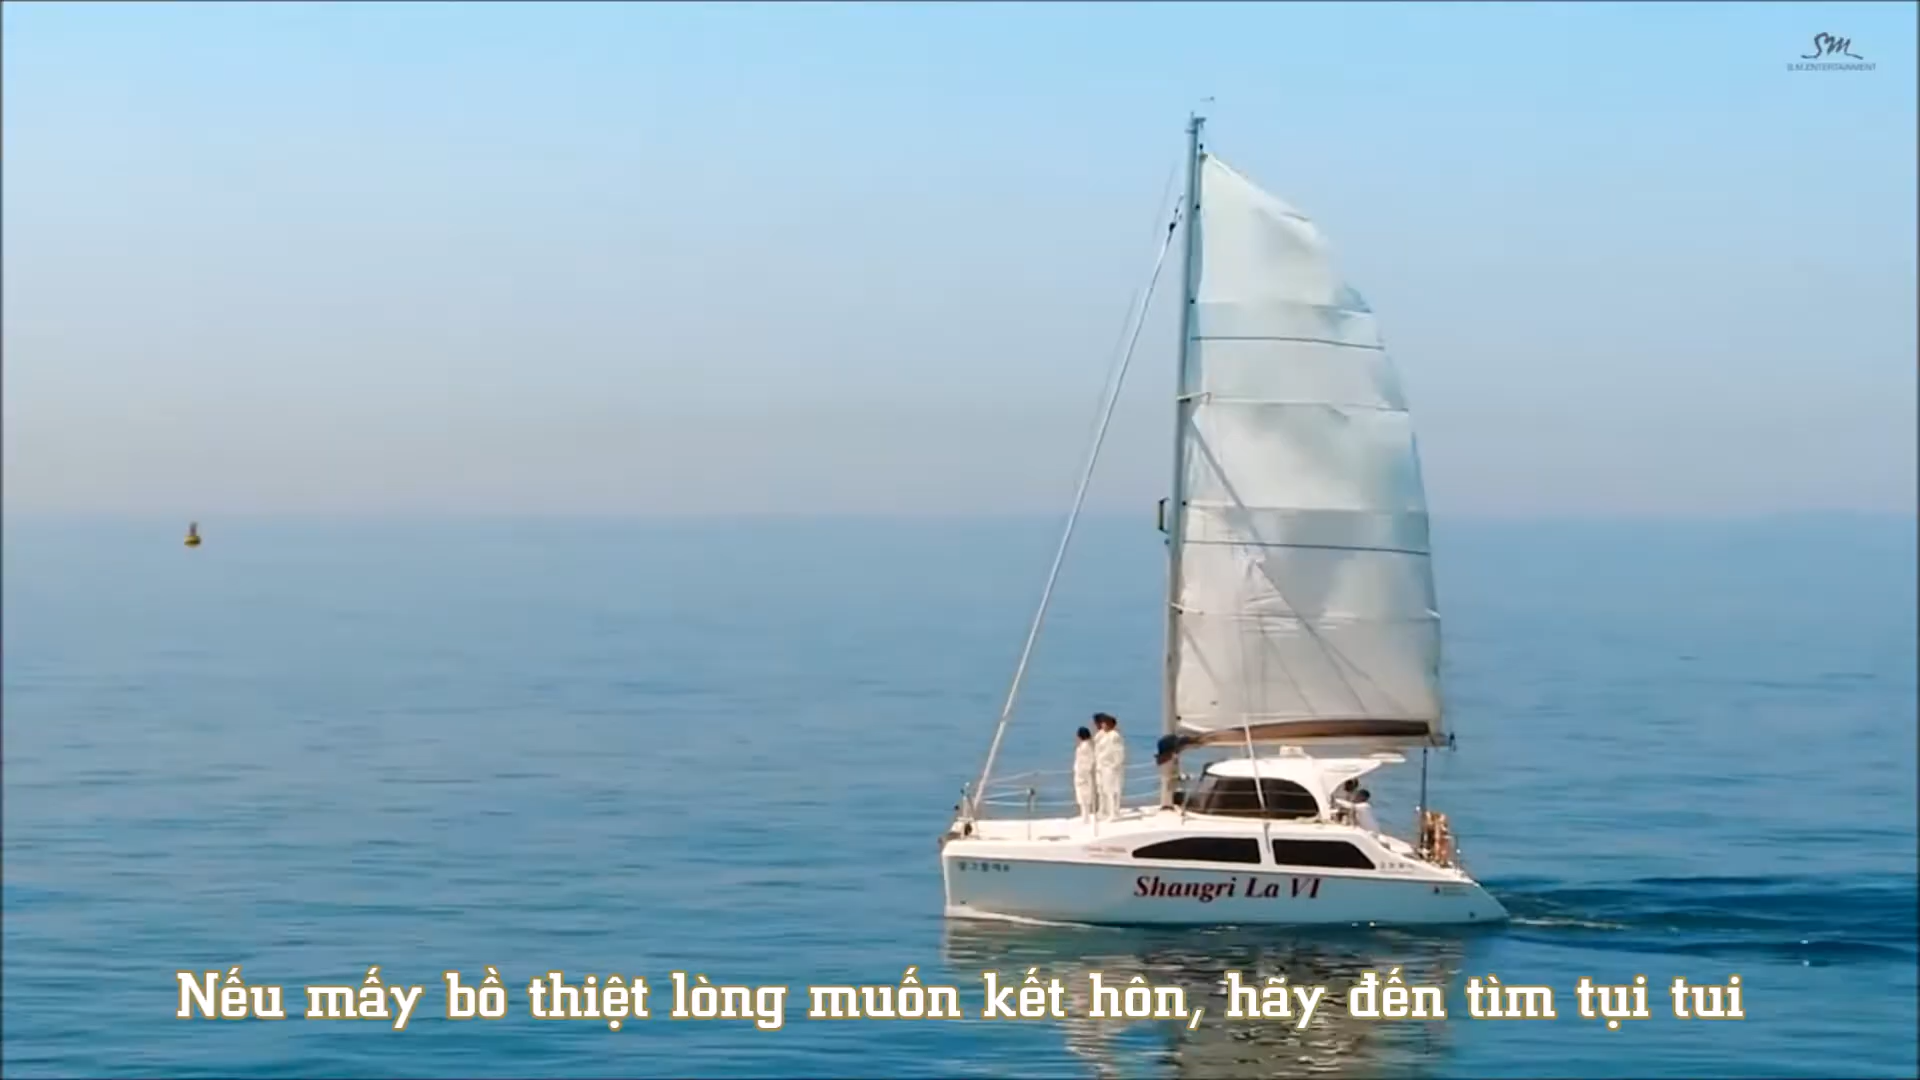 SM
S.M.ENTERTAINMENT
Shangri La VI
Nếu mấy bồ thiệt lòng muốn kết hôn, hãy đến tìm tụi tui